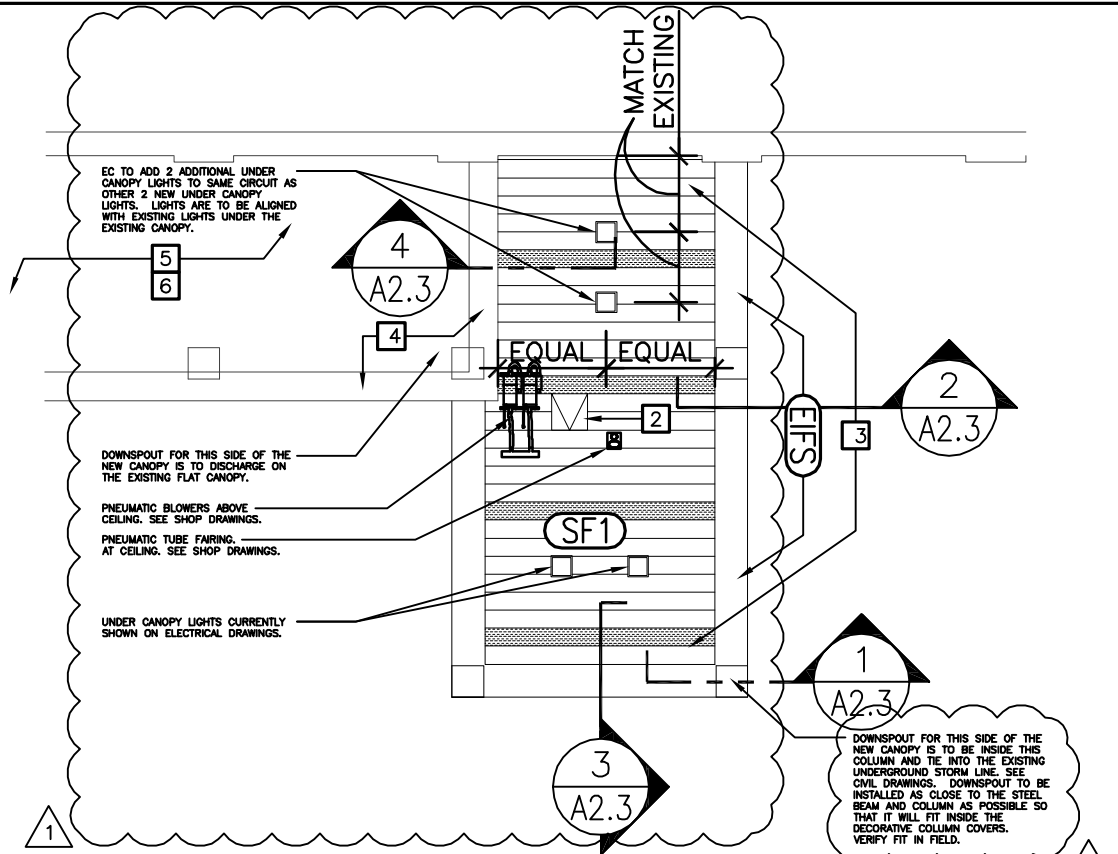 MATCH
EXISTING
EC TO ADD 2 ADDITIONAL UNDER
CANOPY LIGHTS TO SAME CIRCUIT AS
OTHER 2 NEW UNDER CANOPY
LIGHTS. LIGHTS ARE TO BE ALIGNED
WITH EXISTING LIGHTS UNDER THE
EXISTING CANOPY.
5
6
4
A2.3
4
EQUAL EQUAL
2
A2.3
EIFS
3
2
DOWNSPOUT FOR THIS SIDE OF THE
NEW CANOPY IS TO DISCHARGE ON
THE EXISTING FLAT CANOPY.
PNEUMATIC BLOWERS ABOVE
CEILING. SEE SHOP DRAWINGS.
PNEUMATIC TUBE FAIRING.
AT CEILING. SEE SHOP DRAWINGS.
SF1
UNDER CANOPY LIGHTS CURRENTLY
SHOWN ON ELECTRICAL DRAWINGS.
1
A2.3
3
A2.3
DOWNSPOUT FOR THIS SIDE OF THE
NEW CANOPY IS TO BE INSIDE THIS
COLUMN AND TIE INTO THE EXISTING
UNDERGROUND STORM LINE. SEE
CIVIL DRAWINGS. DOWNSPOUT TO BE
INSTALLED AS CLOSE TO THE STEEL
BEAM AND COLUMN AS POSSIBLE SO
THAT IT WILL FIT INSIDE THE
DECORATIVE COLUMN COVERS.
VERIFY FIT IN FIELD.
1